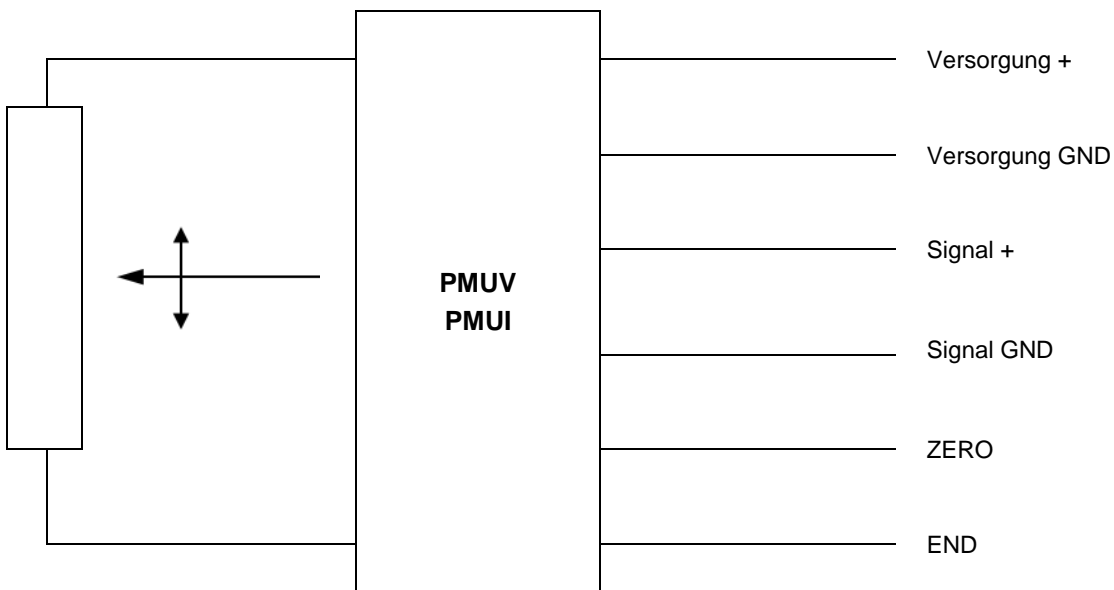 Versorgung +
Versorgung GND
Signal +
PMUV
PMUI
Signal GND
ZERO
END